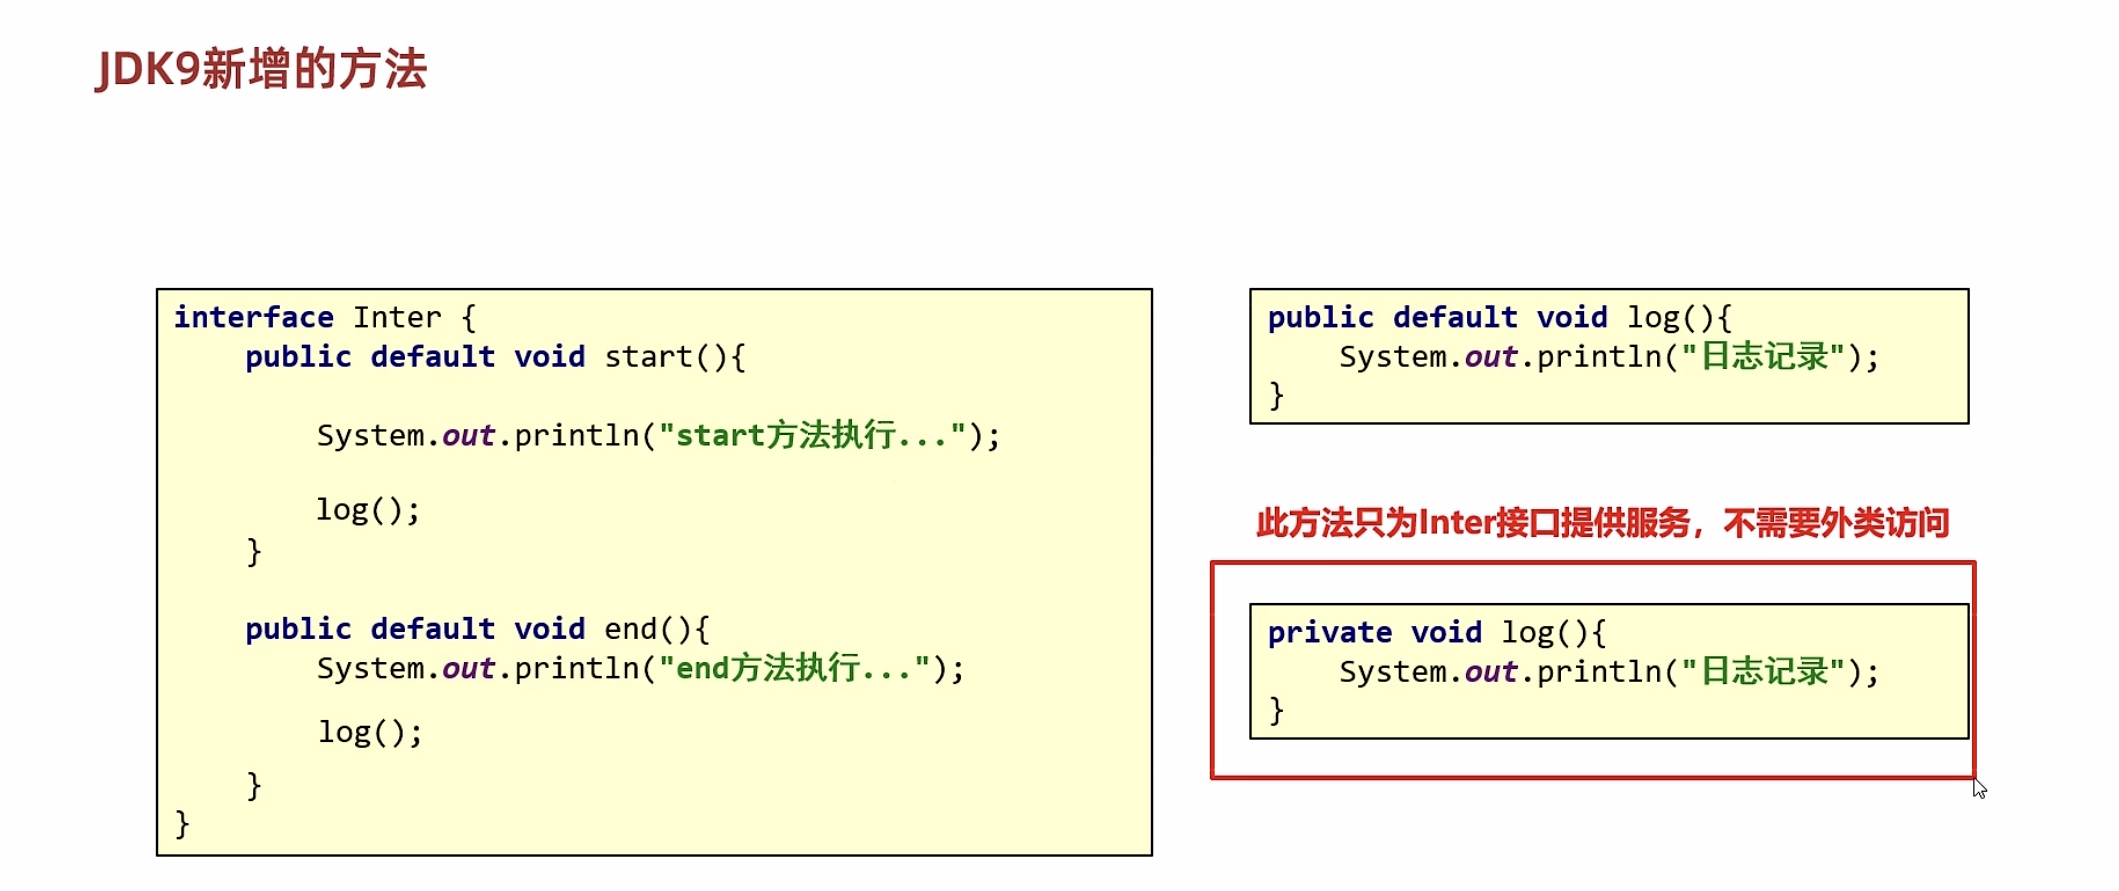 JDK9新增的方法
interface Inter {
    public default void start(){
        System.out.println("start方法执行...");
        log();
    }
    public default void end(){
        System.out.println("end方法执行...");
        log();
    }
}
public default void log(){
    System.out.println("日志记录");
}
此方法只为Inter接口提供服务，不需要外类访问
private void log(){
    System.out.println("日志记录");
}